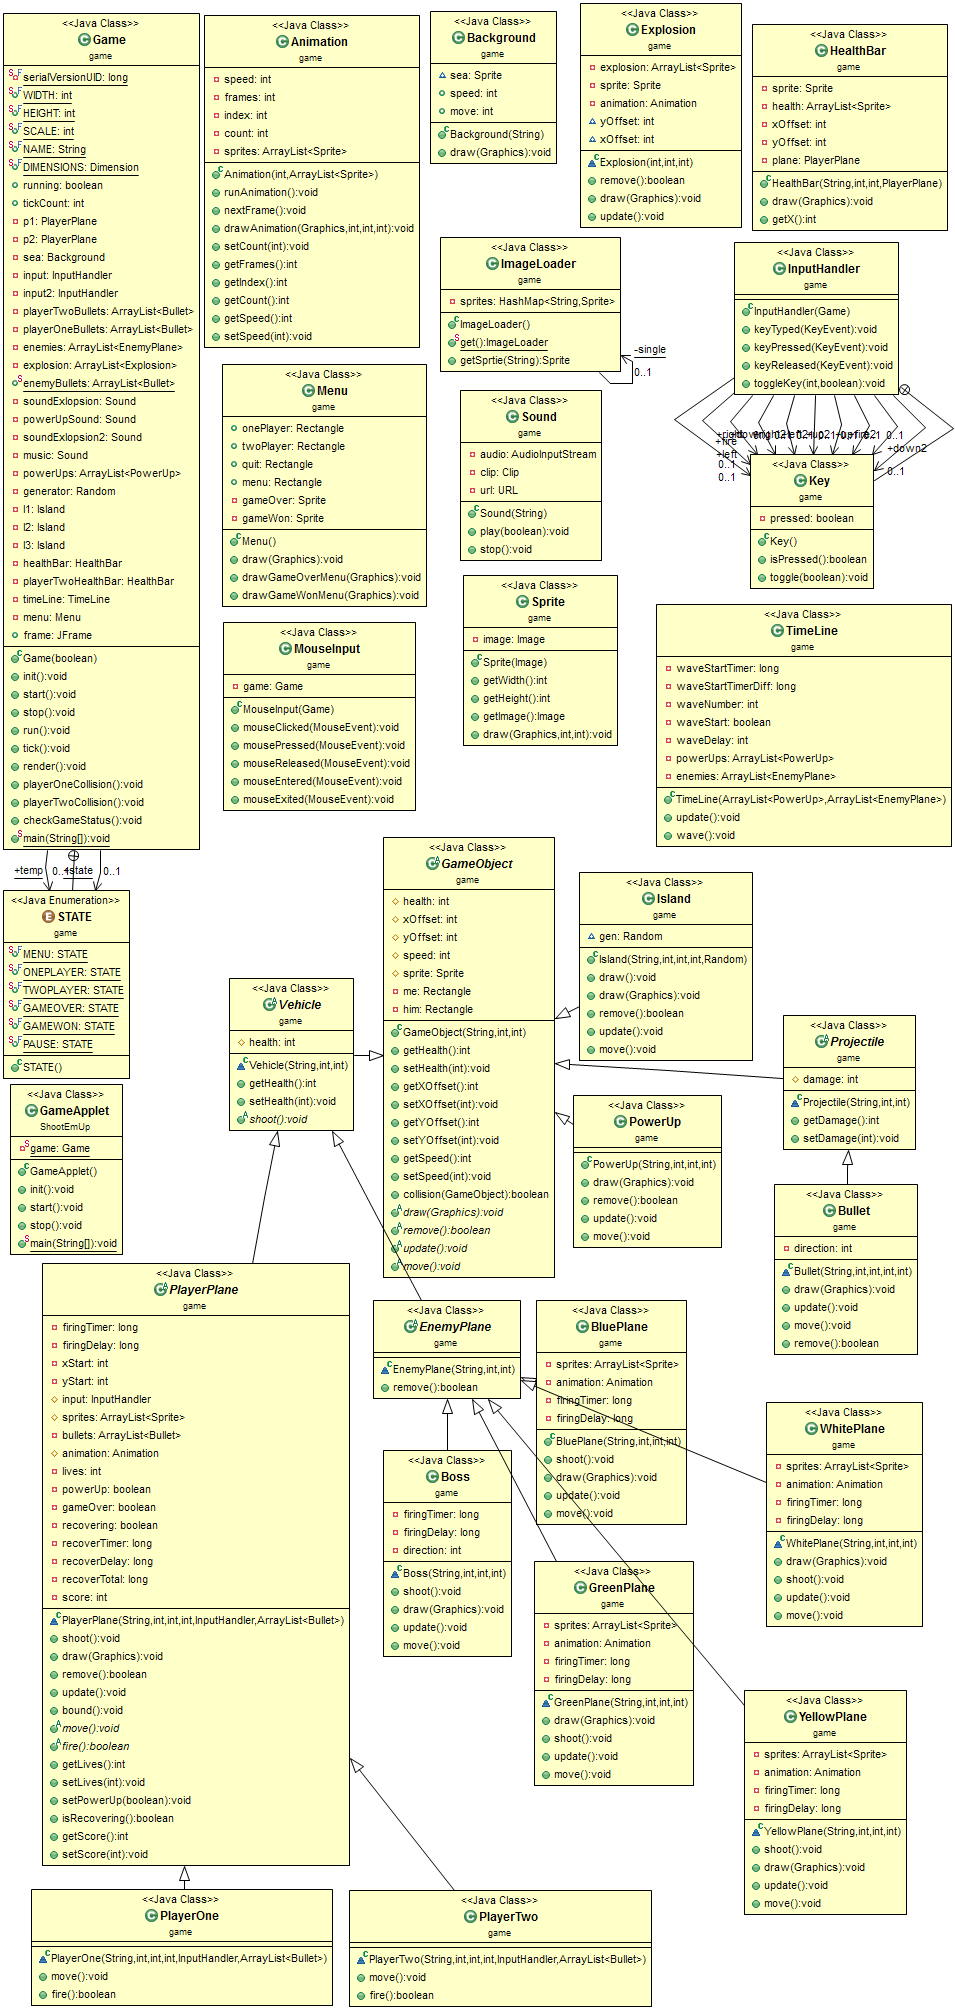 <<Java Class>>
Game
game
serialVersionUID: long
WIDTH: int
HEIGHT: int
SCALE: int
NAME: String
DIMENSIONS: Dimension
running: boolean
tickCount: int
p1: PlayerPlane
p2: PlayerPlane
sea: Background
input: InputHandler
input2: InputHandler
playerTwoBullets: ArrayList<Bullet>
playerOneBullets: ArrayList<Bullet>
enemies: ArrayList<EnemyPlane>
explosion: ArrayList<Explosion>
enemyBullets: ArrayList<Bullet>
soundExlopsion: Sound
powerUpSound: Sound
soundExlopsion2: Sound
music: Sound
powerUps: ArrayList<PowerUp>
generator: Random
l1: Island
l2: Island
l3: Island
healthBar: HealthBar
playerTwoHealthBar: HealthBar
timeLine: TimeLine
menu: Menu
frame: JFrame
Game(boolean)
init():void
start():void
stop():void
run():void
tick():void
render():void
playerOneCollision():void
playerTwoCollision():void
checkGameStatus():void
main(String[]):void
<<Java Class>>
Animation
game
speed: int
frames: int
index: int
count: int
sprites: ArrayList<Sprite>
Animation(int,ArrayList<Sprite>)
runAnimation():void
nextFrame():void
drawAnimation(Graphics,int,int,int):void
setCount(int):void
getFrames():int
getIndex():int
getCount():int
getSpeed():int
setSpeed(int):void
<<Java Class>>
Background
game
sea: Sprite
speed: int
move: int
Background(String)
draw(Graphics):void
<<Java Class>>
Explosion
game
explosion: ArrayList<Sprite>
sprite: Sprite
animation: Animation
yOffset: int
xOffset: int
Explosion(int,int,int)
remove():boolean
draw(Graphics):void
update():void
<<Java Class>>
HealthBar
game
sprite: Sprite
health: ArrayList<Sprite>
xOffset: int
yOffset: int
plane: PlayerPlane
HealthBar(String,int,int,PlayerPlane)
draw(Graphics):void
getX():int
<<Java Class>>
ImageLoader
game
sprites: HashMap<String,Sprite>
ImageLoader()
get():ImageLoader
getSprtie(String):Sprite
-single
0..1
<<Java Class>>
InputHandler
game
InputHandler(Game)
keyTyped(KeyEvent):void
keyPressed(KeyEvent):void
keyReleased(KeyEvent):void
toggleKey(int,boolean):void
+fire
+left
0..1
0..1
0..1
+down2
0..1
<<Java Class>>
Key
game
pressed: boolean
Key()
isPressed():boolean
toggle(boolean):void
<<Java Class>>
Menu
game
onePlayer: Rectangle
twoPlayer: Rectangle
quit: Rectangle
menu: Rectangle
gameOver: Sprite
gameWon: Sprite
Menu()
draw(Graphics):void
drawGameOverMenu(Graphics):void
drawGameWonMenu(Graphics):void
<<Java Class>>
Sound
game
audio: AudioInputStream
clip: Clip
url: URL
Sound(String)
play(boolean):void
stop():void
<<Java Class>>
Sprite
game
image: Image
Sprite(Image)
getWidth():int
getHeight():int
getImage():Image
draw(Graphics,int,int):void
<<Java Class>>
MouseInput
game
game: Game
MouseInput(Game)
mouseClicked(MouseEvent):void
mousePressed(MouseEvent):void
mouseReleased(MouseEvent):void
mouseEntered(MouseEvent):void
mouseExited(MouseEvent):void
<<Java Class>>
TimeLine
game
waveStartTimer: long
waveStartTimerDiff: long
waveNumber: int
waveStart: boolean
waveDelay: int
powerUps: ArrayList<PowerUp>
enemies: ArrayList<EnemyPlane>
TimeLine(ArrayList<PowerUp>,ArrayList<EnemyPlane>)
update():void
wave():void
+temp
0..1
+state
0..1
<<Java Enumeration>>
STATE
game
MENU: STATE
ONEPLAYER: STATE
TWOPLAYER: STATE
GAMEOVER: STATE
GAMEWON: STATE
PAUSE: STATE
STATE()
<<Java Class>>
GameApplet
ShootEmUp
game: Game
GameApplet()
init():void
start():void
stop():void
main(String[]):void
<<Java Class>>
GameObject
game
health: int
xOffset: int
yOffset: int
speed: int
sprite: Sprite
me: Rectangle
him: Rectangle
GameObject(String,int,int)
getHealth():int
setHealth(int):void
getXOffset():int
setXOffset(int):void
getYOffset():int
setYOffset(int):void
getSpeed():int
setSpeed(int):void
collision(GameObject):boolean
draw(Graphics):void
remove():boolean
update():void
move():void
<<Java Class>>
Island
game
gen: Random
Island(String,int,int,int,Random)
draw():void
draw(Graphics):void
remove():boolean
update():void
move():void
<<Java Class>>
Vehicle
game
health: int
Vehicle(String,int,int)
getHealth():int
setHealth(int):void
shoot():void
<<Java Class>>
Projectile
game
damage: int
Projectile(String,int,int)
getDamage():int
setDamage(int):void
<<Java Class>>
PowerUp
game
PowerUp(String,int,int,int)
draw(Graphics):void
remove():boolean
update():void
move():void
<<Java Class>>
Bullet
game
direction: int
Bullet(String,int,int,int,int)
draw(Graphics):void
update():void
move():void
remove():boolean
<<Java Class>>
PlayerPlane
game
firingTimer: long
firingDelay: long
xStart: int
yStart: int
input: InputHandler
sprites: ArrayList<Sprite>
bullets: ArrayList<Bullet>
animation: Animation
lives: int
powerUp: boolean
gameOver: boolean
recovering: boolean
recoverTimer: long
recoverDelay: long
recoverTotal: long
score: int
PlayerPlane(String,int,int,int,InputHandler,ArrayList<Bullet>)
shoot():void
draw(Graphics):void
remove():boolean
update():void
bound():void
move():void
fire():boolean
getLives():int
setLives(int):void
setPowerUp(boolean):void
isRecovering():boolean
getScore():int
setScore(int):void
<<Java Class>>
EnemyPlane
game
EnemyPlane(String,int,int)
remove():boolean
<<Java Class>>
BluePlane
game
sprites: ArrayList<Sprite>
animation: Animation
firingTimer: long
firingDelay: long
BluePlane(String,int,int,int)
shoot():void
draw(Graphics):void
update():void
move():void
<<Java Class>>
WhitePlane
game
sprites: ArrayList<Sprite>
animation: Animation
firingTimer: long
firingDelay: long
WhitePlane(String,int,int,int)
draw(Graphics):void
shoot():void
update():void
move():void
<<Java Class>>
Boss
game
firingTimer: long
firingDelay: long
direction: int
Boss(String,int,int,int)
shoot():void
draw(Graphics):void
update():void
move():void
<<Java Class>>
GreenPlane
game
sprites: ArrayList<Sprite>
animation: Animation
firingTimer: long
firingDelay: long
GreenPlane(String,int,int,int)
draw(Graphics):void
shoot():void
update():void
move():void
<<Java Class>>
YellowPlane
game
sprites: ArrayList<Sprite>
animation: Animation
firingTimer: long
firingDelay: long
YellowPlane(String,int,int,int)
shoot():void
draw(Graphics):void
update():void
move():void
<<Java Class>>
PlayerOne
game
PlayerOne(String,int,int,int,InputHandler,ArrayList<Bullet>)
move():void
fire():boolean
<<Java Class>>
PlayerTwo
game
PlayerTwo(String,int,int,int,InputHandler,ArrayList<Bullet>)
move():void
fire():boolean